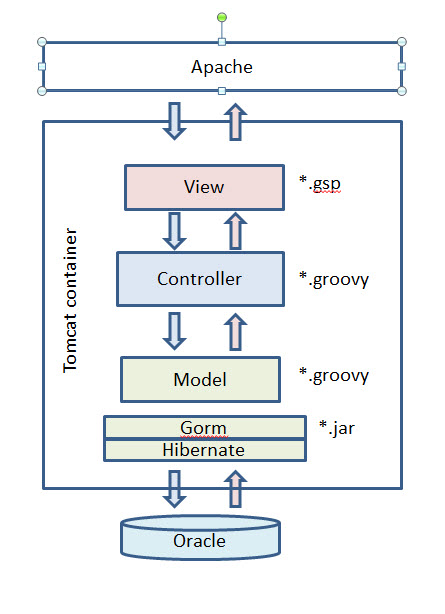 Apache
Tomcat container
View
*.gsp
Controller
*.groovy
Model
*.groovy
Gorm
*.jar
Hibernate
Oracle